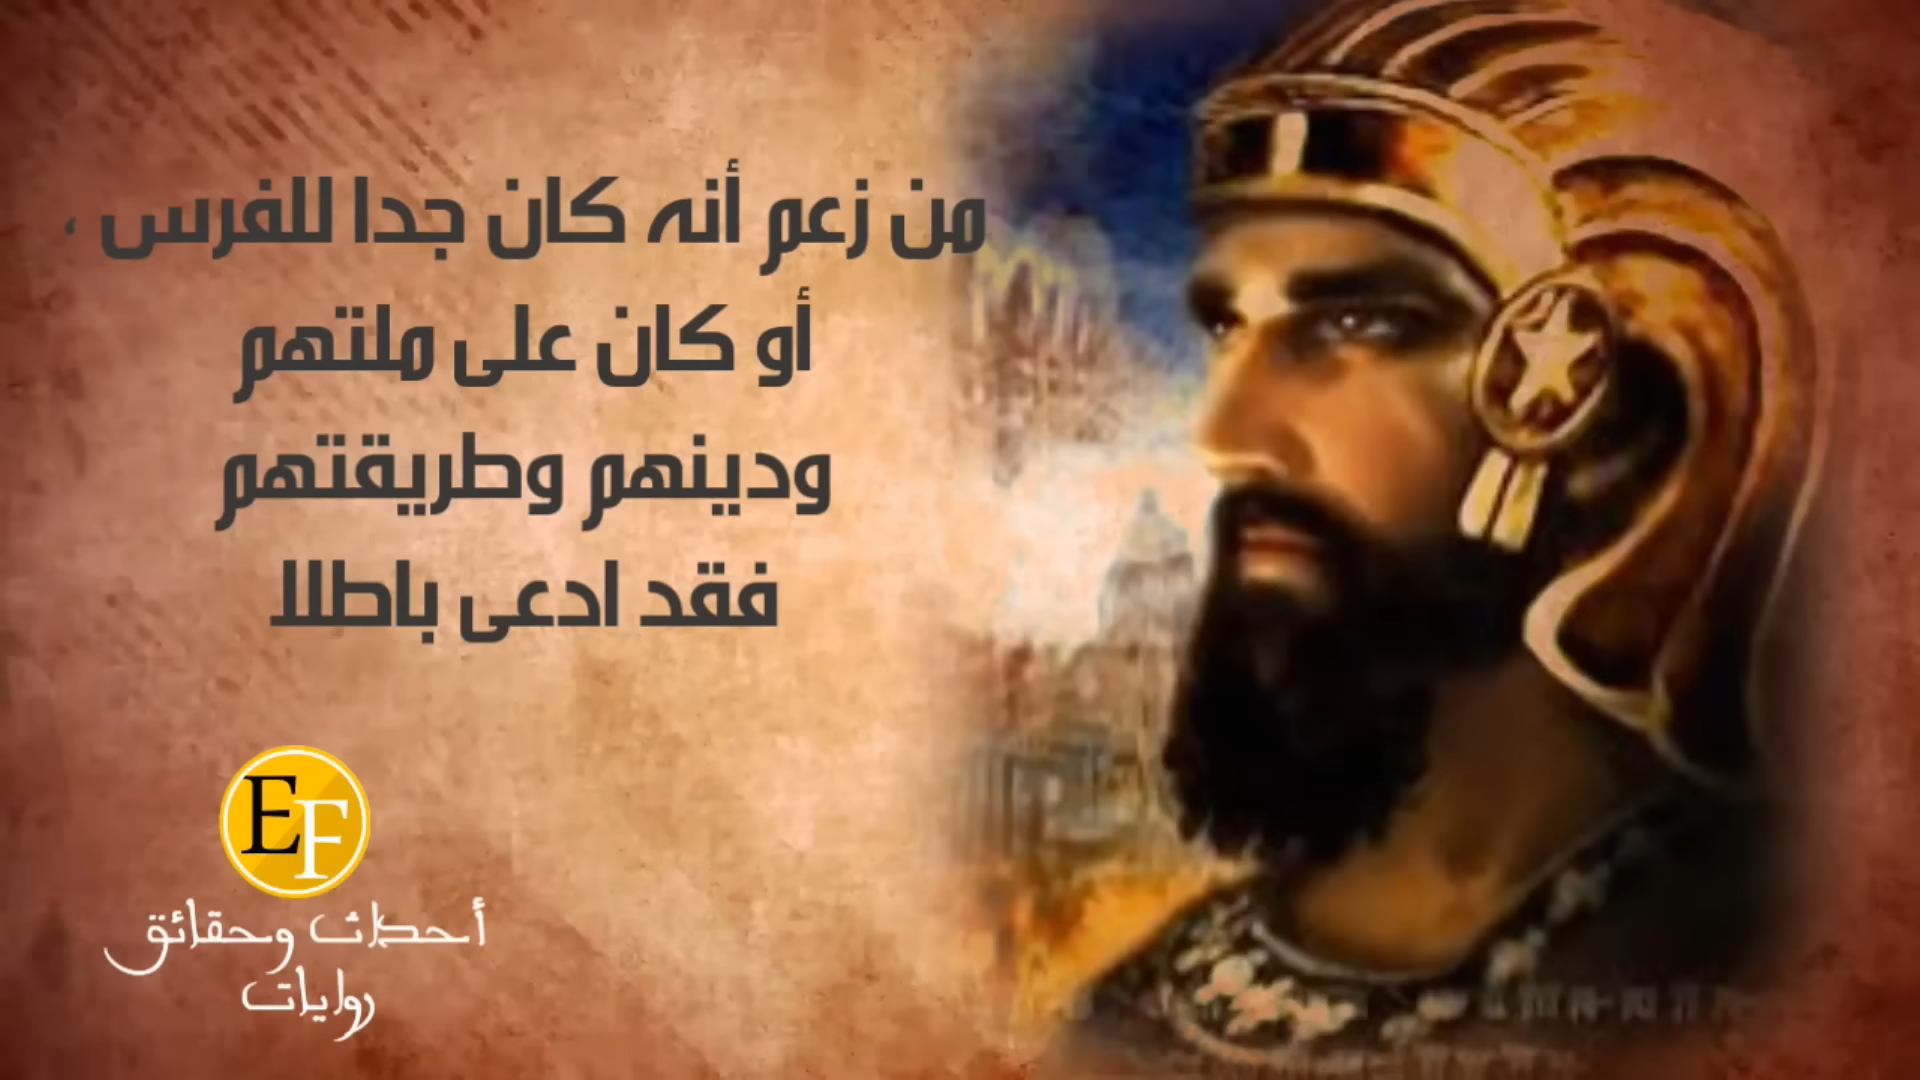 من زعم أنه كان جدا للفرس ،
أو كان على ملتهم
ودينهم وطريقتهم
فقد ادعى باطلا
EF
أحداث وحقائق
روايات